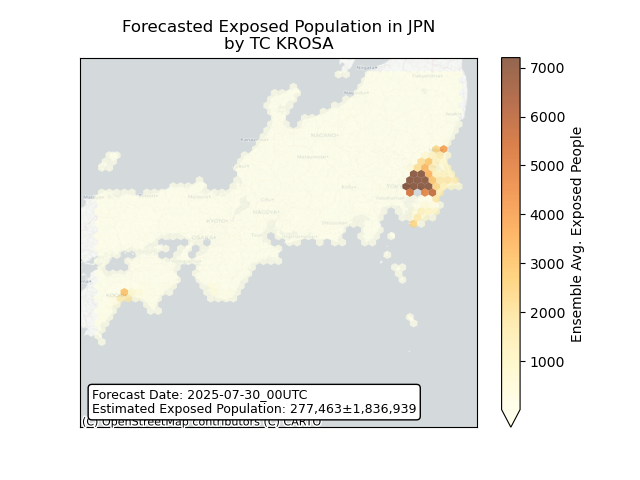 Forecasted Exposed Population in JPN
by TC KROSA
7000
6000
5000
4000
3000
2000
1000
Ensemble Avg. Exposed People
Forecast Date: 2025-07-30_00UTC
Estimated Exposed Population: 277,463±1,836,939
(C) OpenStreetMap contributors (C) CARTO